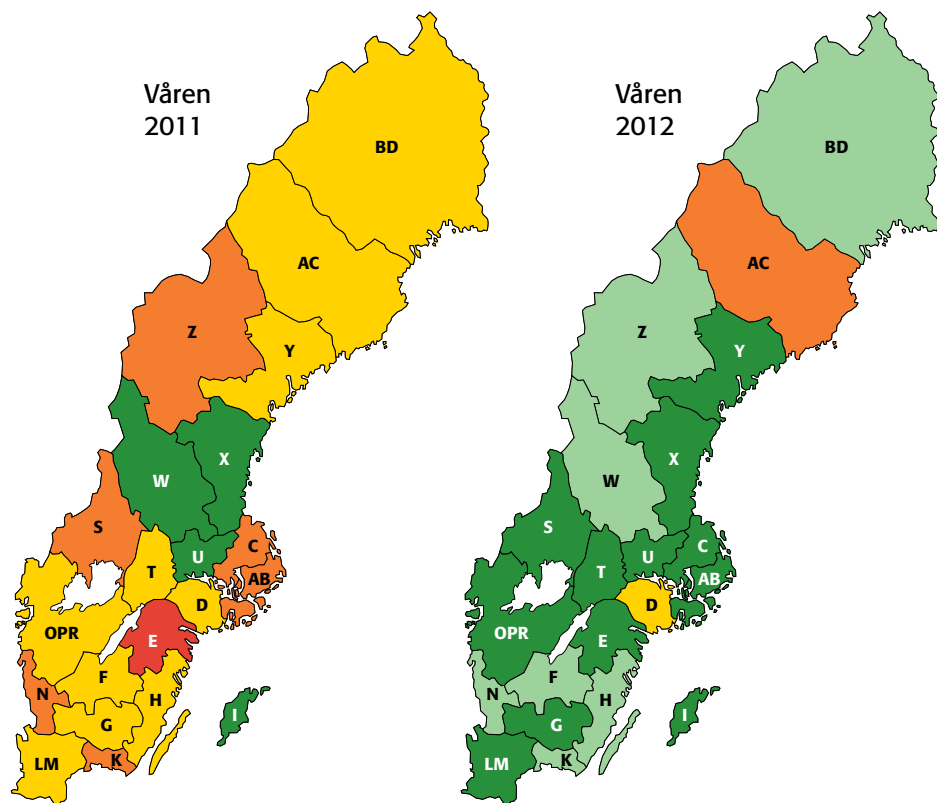 Våren
2011
BD
AC
Z
Y
X
W
S
C
U
T
AB
D
OPR
E
F
N
H
G
I
K
LM
Våren
2012
BD
AC
Z
Y
X
W
S
C
U
T
AB
D
OPR
E
F
N
H
G
I
K
LM